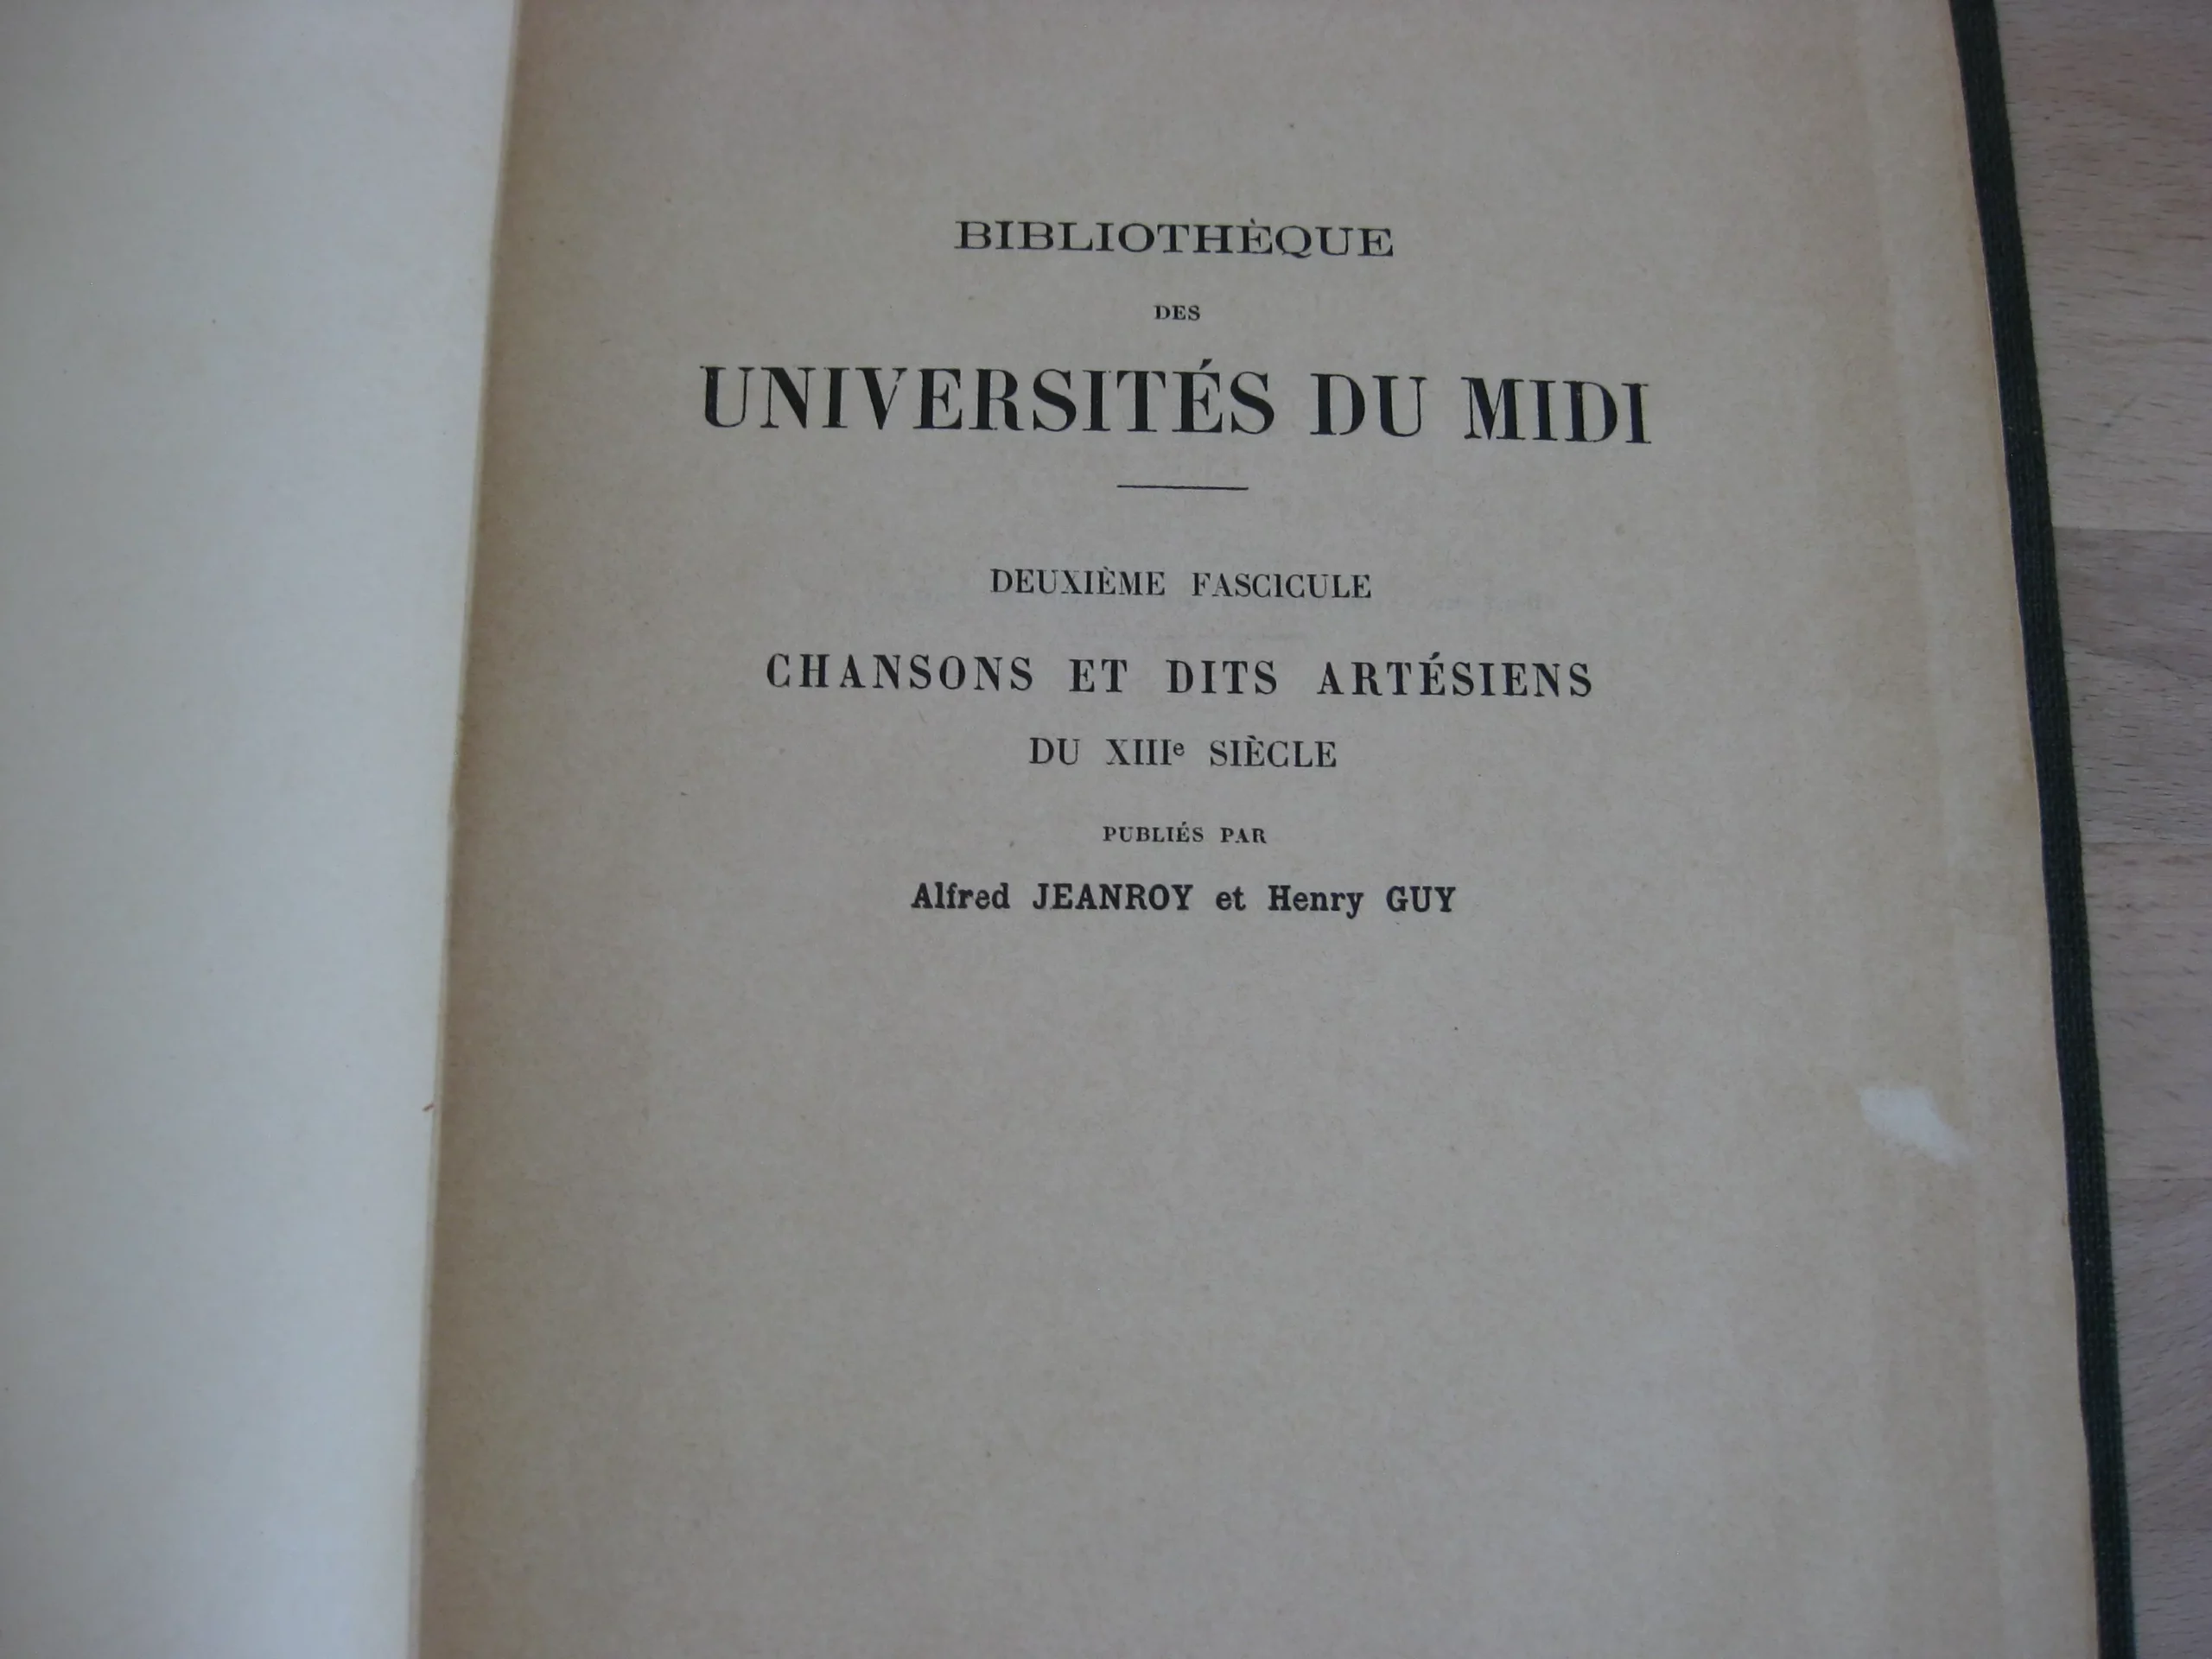 BIBLIOTHÈQUE
DES
UNIVERSITÉS DU MIDI
DEUXIÈME FASCICULE
CHANSONS ET DITS ARTÉSIENS
DU XIIIe SIÈCLE
PUBLIÉS PAR
Alfred JEANROY et Henry GUY